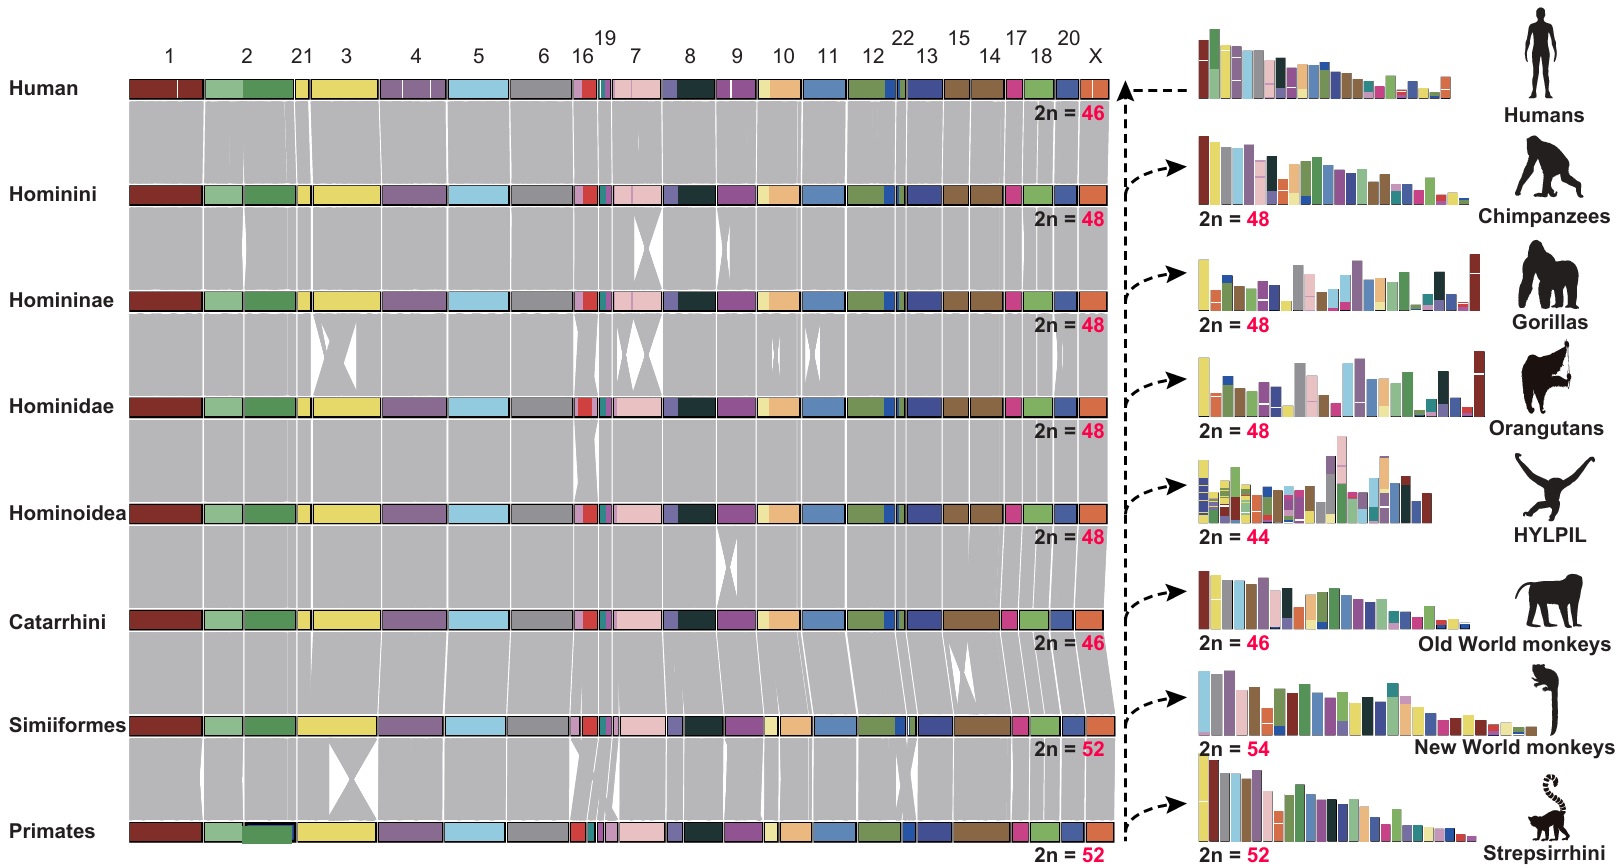 19 22 15 17 20
1 2 21 3 4 5 6 16 7 8 9 10 11 12 13 14 18 X
Human
2n = 46
Humans
Hominini
2n = 48
2n = 48
Chimpanzees
Homininae
2n = 48
2n = 48
Gorillas
Hominidae
2n = 48
2n = 48
Orangutans
Hominoidea
2n = 48
2n = 44
HYLPIL
Catarrhini
2n = 46
2n = 46
Old World monkeys
Simiiformes
2n = 52
2n = 54
New World monkeys
Primates
2n = 52
2n = 52
Strepsirrhini